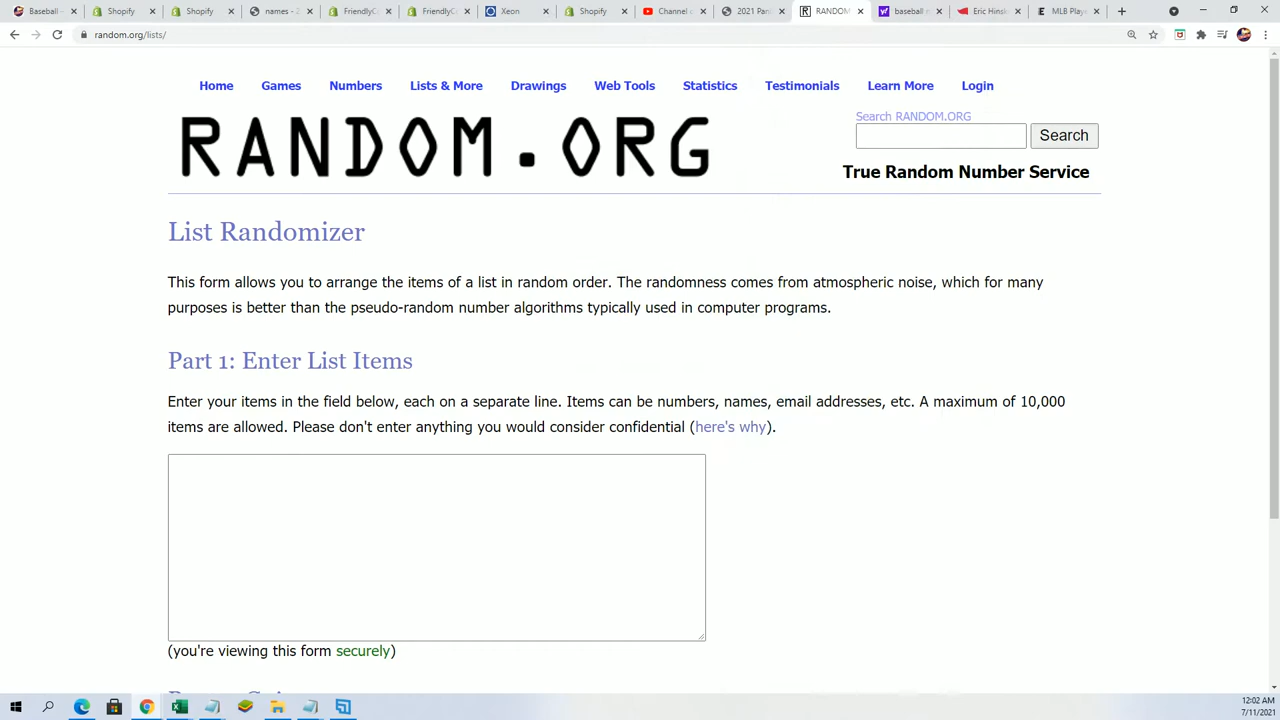 Baseball -
Shopify
Shopify
names - 2
FriendlyC
FriendlyC
Xeon
Shopify
Channel c
2021 Pan
RANDOM
baseball
Eric Hinsk
MLB Playe
random.org/lists/
Home Games Numbers Lists & More Drawings Web Tools Statistics Testimonials Learn More Login
RANDOM.ORG
Search RANDOM.ORG
Search
True Random Number Service
List Randomizer
This form allows you to arrange the items of a list in random order. The randomness comes from atmospheric noise, which for many
purposes is better than the pseudo-random number algorithms typically used in computer programs.
Part 1: Enter List Items
Enter your items in the field below, each on a separate line. Items can be numbers, names, email addresses, etc. A maximum of 10,000
items are allowed. Please don't enter anything you would consider confidential (here's why).
(you're viewing this form securely)
12:02 AM
7/11/2021